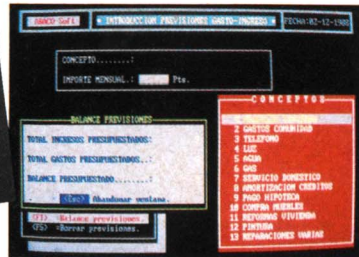 ABACO-Soft
* INTRODUCCION PREVISIONES GASTO-INGRESO *
FECHA:02-12-1988
CONCEPTO........:
IMPORTE MENSUAL.: Pts.
BALANCE PREVISIONES
TOTAL INGRESOS PRESUPUESTADOS:
TOTAL GASTOS PRESUPUESTADOS..:
BALANCE PRESUPUESTADO........:
<Esc> Abandonar ventana.
<F1> =Balance previsiones.
<F5> =Borrar previsiones.
CONCEPTOS
2 GASTOS COMUNIDAD
3 TELEFONO
4 LUZ
5 AGUA
6 GAS
7 SERVICIO DOMESTICO
8 AMORTIZACION CREDITOS
9 PAGO HIPOTECA
10 COMPRA MUEBLES
11 REFORMAS VIVIENDA
12 PINTURA
13 REPARACIONES VARIAS